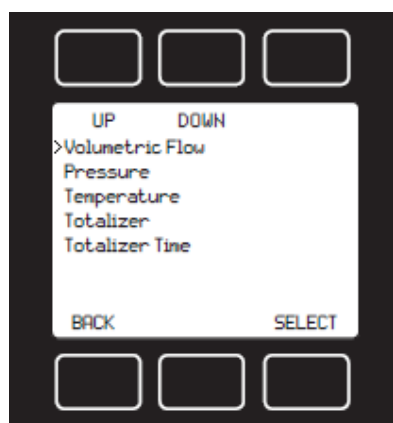 UP DOWN
>Volumetric Flow
Pressure
Temperature
Totalizer
Totalizer Time
BACK SELECT